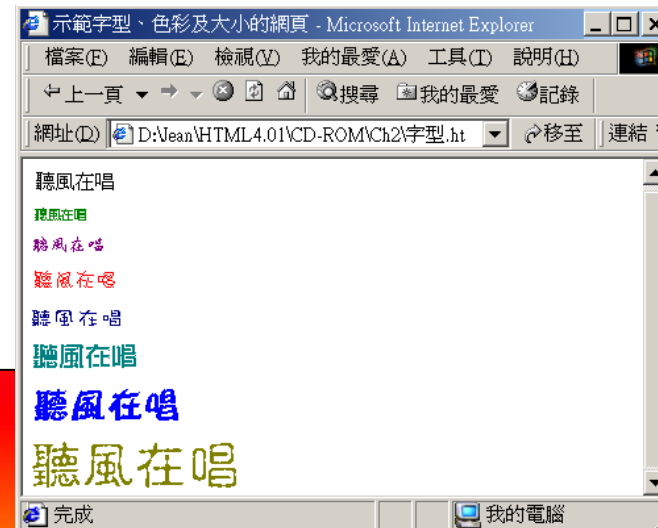 示範字型、色彩及大小的網頁 - Microsoft Internet Explorer
檔案(F) 編輯(E) 檢視(V) 我的最愛(A) 工具(T) 說明(H)
上一頁 搜尋 我的最愛 記錄
網址(D) D:\Jean\HTML4.01\CD-ROM\Ch2\字型.ht 移至 連結
聽風在唱
聽風在唱
聽風在唱
聽風在唱
聽風在唱
聽風在唱
聽風在唱
聽風在唱
完成 我的電腦